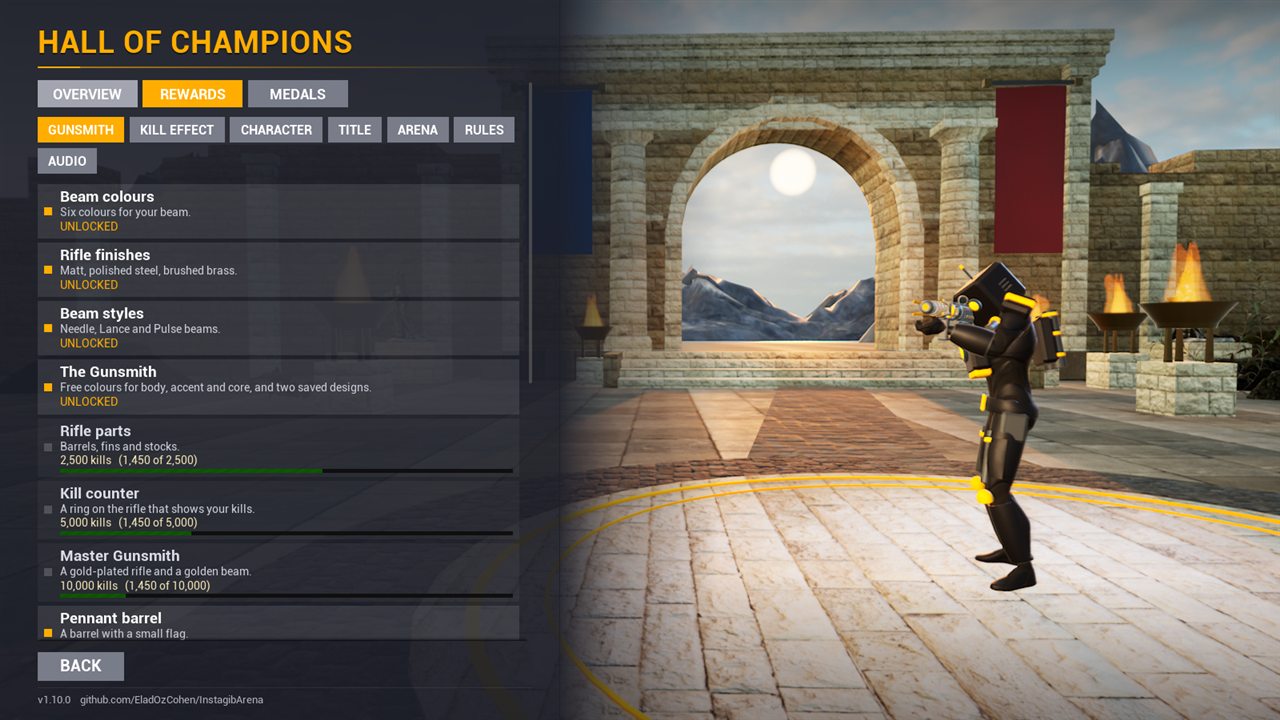 HALL OF CHAMPIONS
OVERVIEW REWARDS MEDALS
GUNSMITH KILL EFFECT CHARACTER TITLE ARENA RULES
AUDIO
Beam colours
Six colours for your beam.
UNLOCKED
Rifle finishes
Matt, polished steel, brushed brass.
UNLOCKED
Beam styles
Needle, Lance and Pulse beams.
UNLOCKED
The Gunsmith
Free colours for body, accent and core, and two saved designs.
UNLOCKED
Rifle parts
Barrels, fins and stocks.
2,500 kills (1,450 of 2,500)
Kill counter
A ring on the rifle that shows your kills.
5,000 kills (1,450 of 5,000)
Master Gunsmith
A gold-plated rifle and a golden beam.
10,000 kills (1,450 of 10,000)
Pennant barrel
A barrel with a small flag.
BACK
v1.10.0 github.com/EladOzCohen/InstagibArena